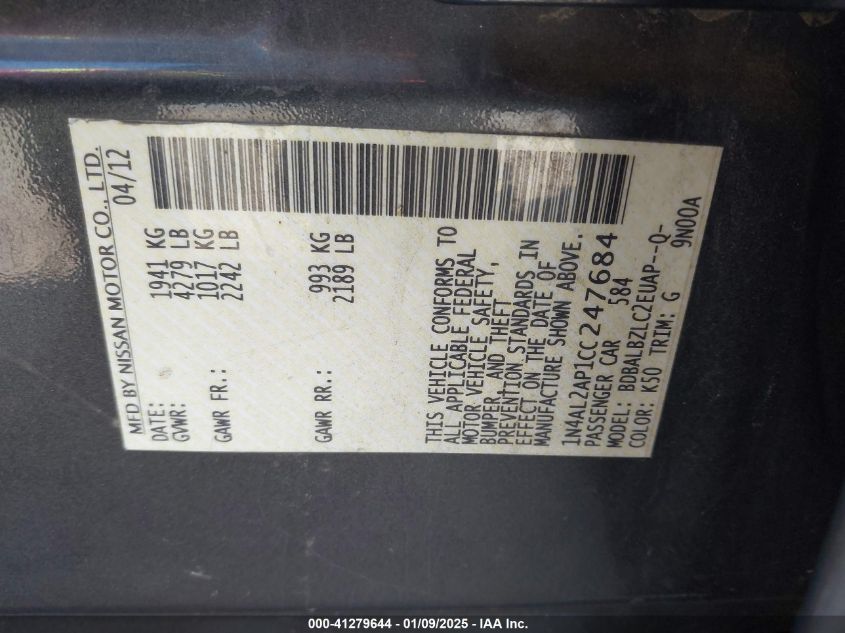 MFD BY NISSAN MOTOR CO., LTD.
DATE: 04/12
GVWR: 1941 KG
4279 LB
GAWR FR.: 1017 KG
2242 LB
GAWR RR.: 993 KG
2189 LB
THIS VEHICLE CONFORMS TO
ALL APPLICABLE FEDERAL
MOTOR VEHICLE SAFETY,
BUMPER, AND THEFT
PREVENTION STANDARDS IN
EFFECT ON THE DATE OF
MANUFACTURE SHOWN ABOVE.
1N4AL2AP1CC247684
PASSENGER CAR 584
MODEL: BDBALBZLC2EUAP---Q-
COLOR: K50 TRIM: G 9N00A
000-41279644 - 01/09/2025 - IAA Inc.